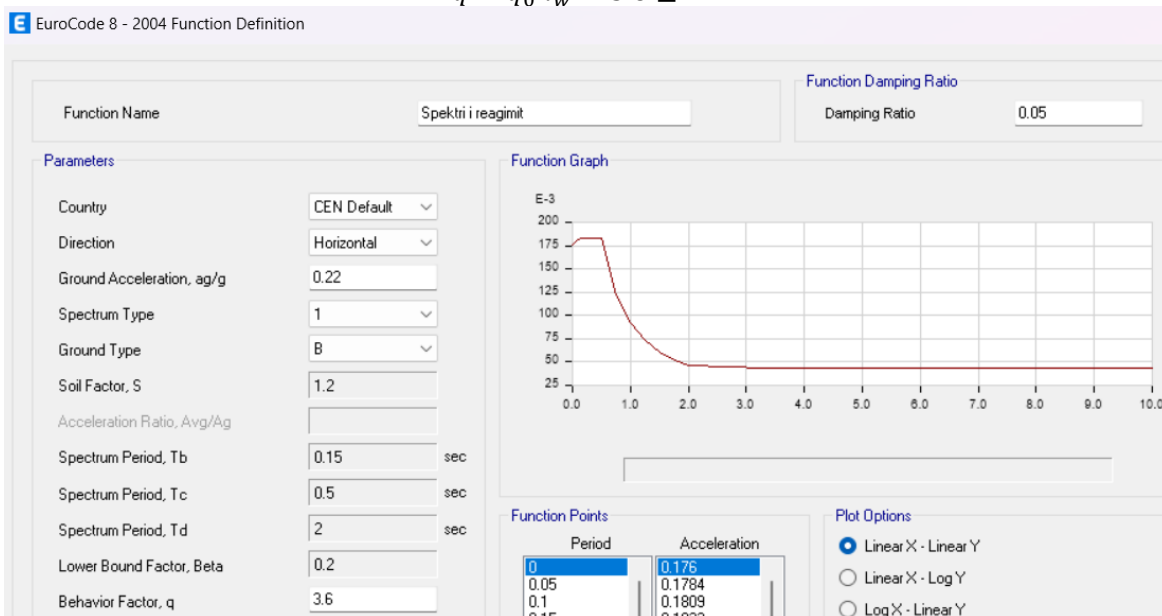 EuroCode 8 - 2004 Function Definition
Function Name
Spektri i reagimit
Function Damping Ratio
Damping Ratio
0.05
Parameters
Country
CEN Default
Direction
Horizontal
Ground Acceleration, ag/g
0.22
Spectrum Type
1
Ground Type
B
Soil Factor, S
1.2
Acceleration Ratio, Avg/Ag
Spectrum Period, Tb
0.15
sec
Spectrum Period, Tc
0.5
sec
Spectrum Period, Td
2
sec
Lower Bound Factor, Beta
0.2
Behavior Factor, q
3.6
Function Graph
E-3
200
175
150
125
100
75
50
25
0.0 1.0 2.0 3.0 4.0 5.0 6.0 7.0 8.0 9.0 10.0
Function Points
Period Acceleration
0 0.176
0.05 0.1784
0.1 0.1809
Plot Options
Linear X - Linear Y
Linear X - Log Y
Log X - Linear Y